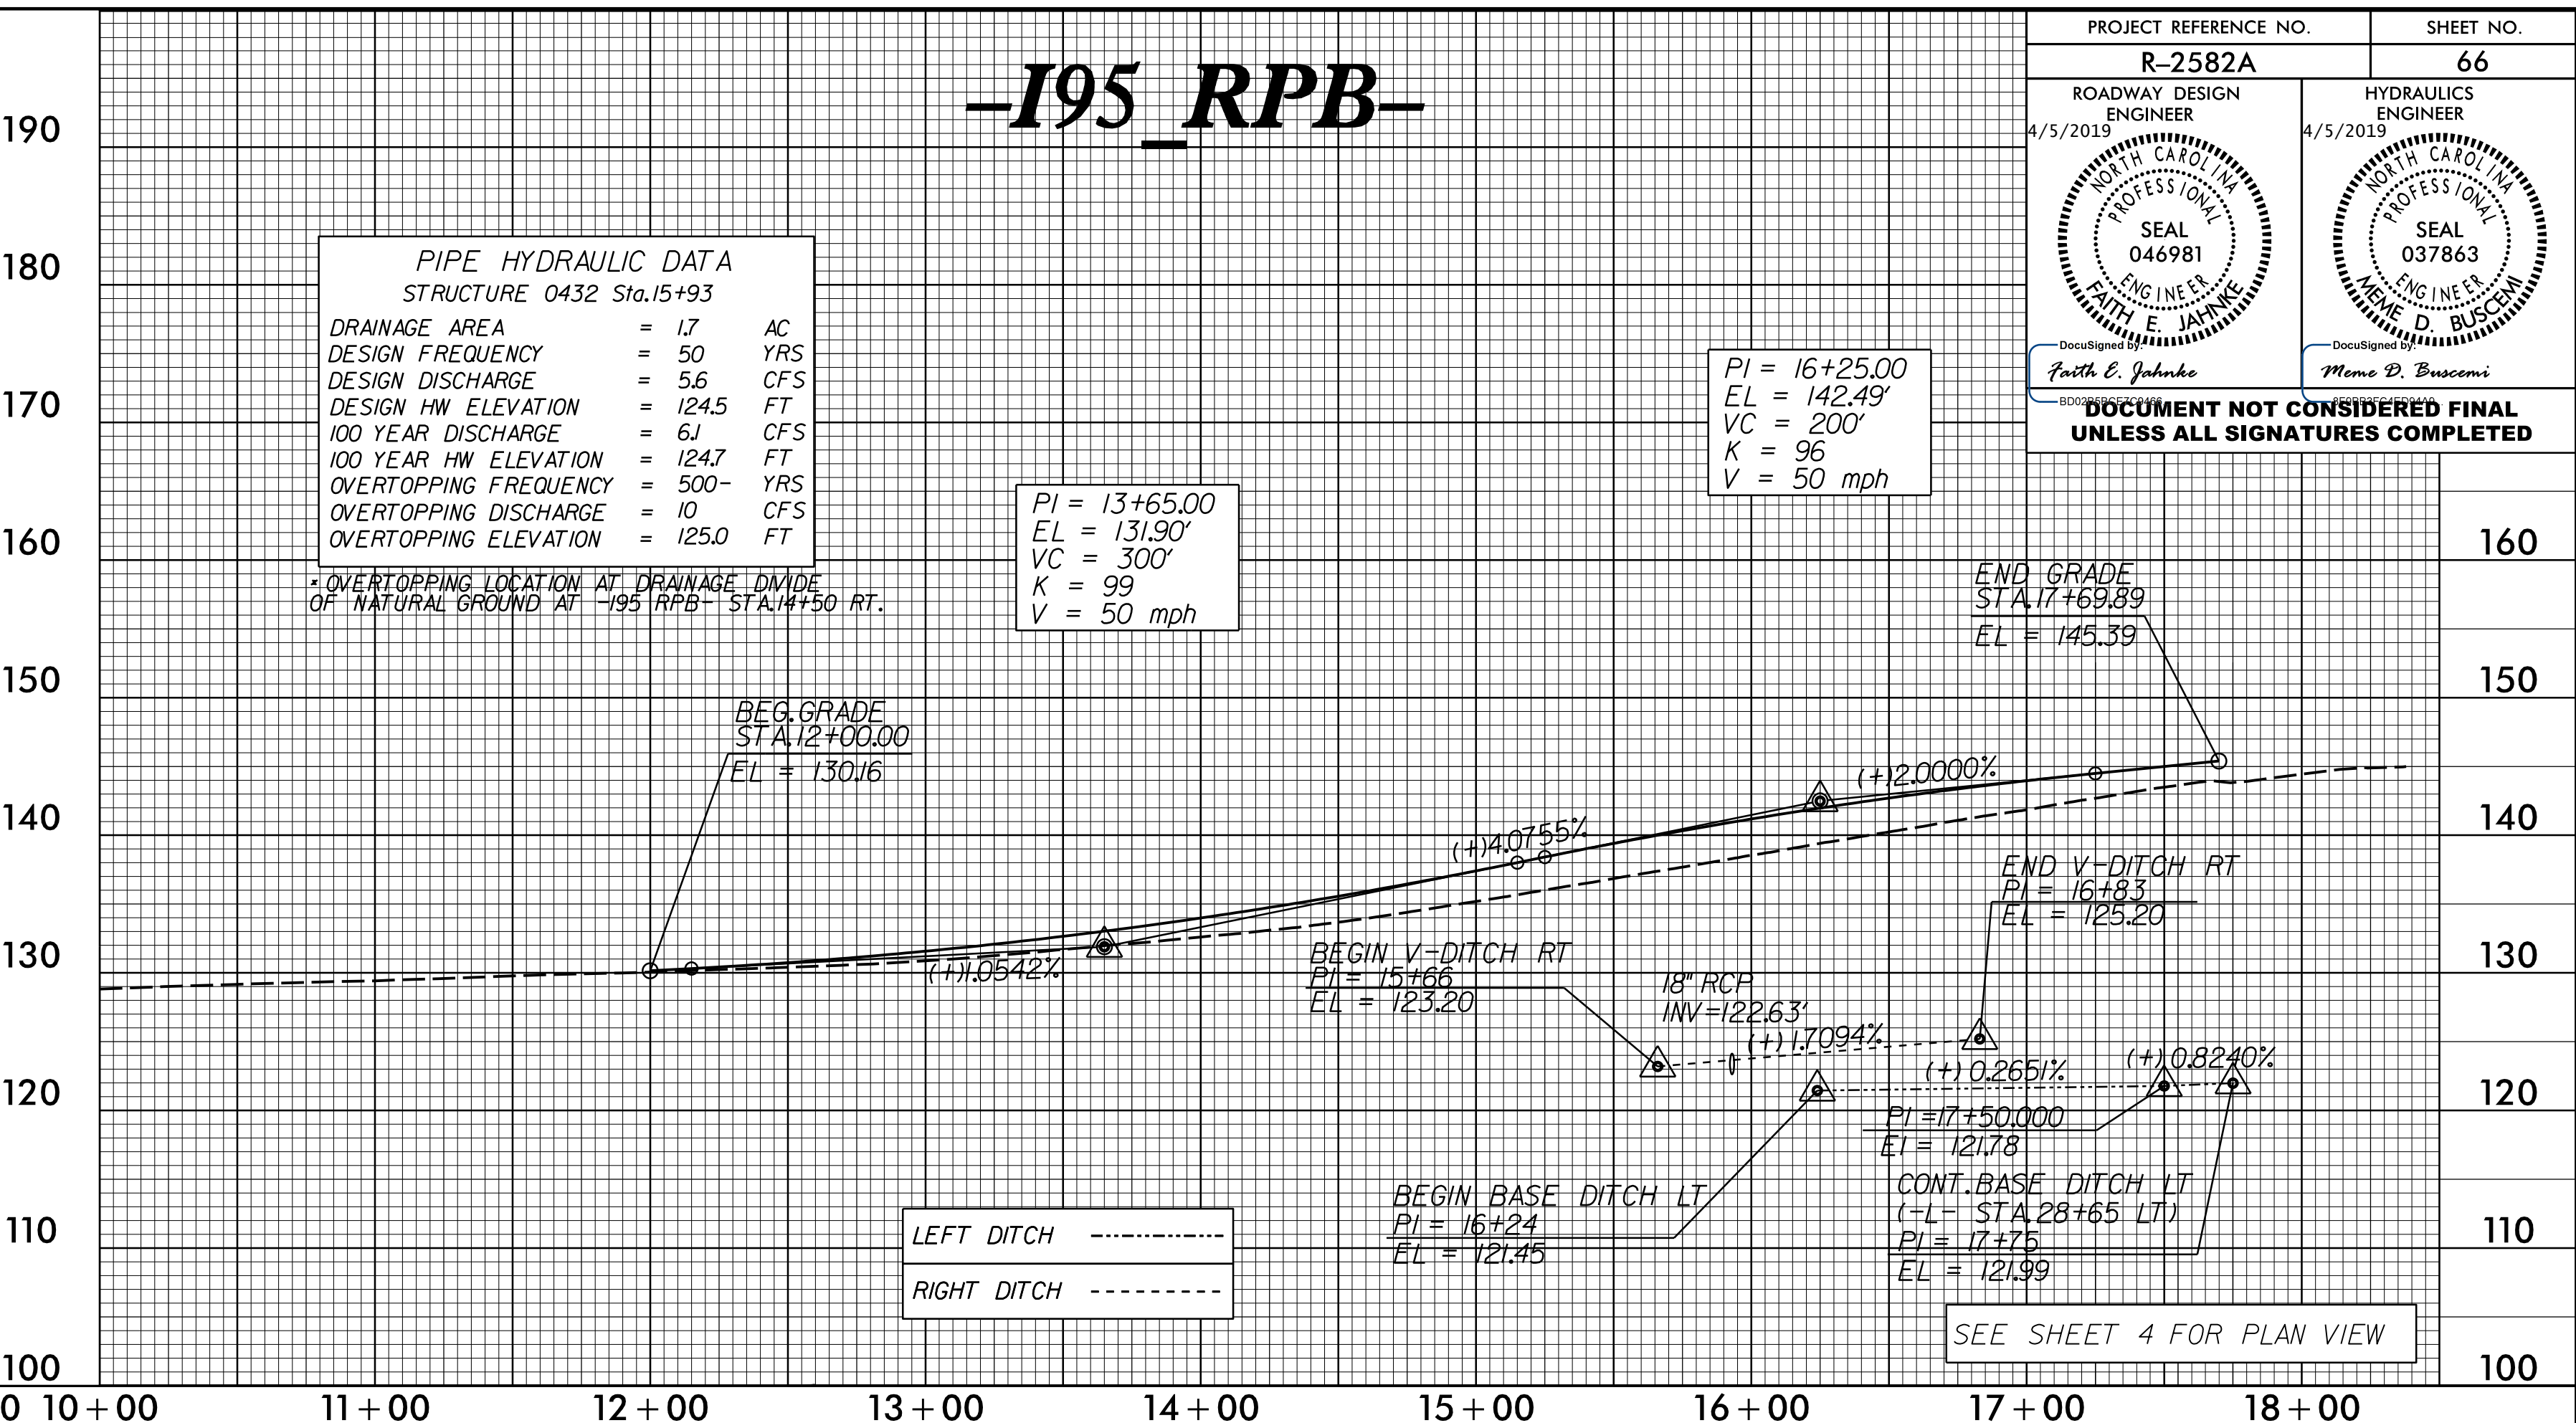 –I95_RPB–
PROJECT REFERENCE NO.
SHEET NO.
R–2582A
66
ROADWAY DESIGN
ENGINEER
HYDRAULICS
ENGINEER
4/5/2019
4/5/2019
NORTH CAROLINA
PROFESSIONAL
SEAL
046981
ENGINEER
FAITH E. JAHNKE
NORTH CAROLINA
PROFESSIONAL
SEAL
037863
ENGINEER
MEME D. BUSCEMI
DocuSigned by:
Faith E. Jahnke
DocuSigned by:
Meme D. Buscemi
DOCUMENT NOT CONSIDERED FINAL
UNLESS ALL SIGNATURES COMPLETED
PIPE HYDRAULIC DATA
STRUCTURE 0432 Sta.15+93
DRAINAGE AREA = 1.7 AC
DESIGN FREQUENCY = 50 YRS
DESIGN DISCHARGE = 5.6 CFS
DESIGN HW ELEVATION = 124.5 FT
100 YEAR DISCHARGE = 6.1 CFS
100 YEAR HW ELEVATION = 124.7 FT
OVERTOPPING FREQUENCY = 500- YRS
OVERTOPPING DISCHARGE = 10 CFS
OVERTOPPING ELEVATION = 125.0 FT
* OVERTOPPING LOCATION AT DRAINAGE DIVIDE
OF NATURAL GROUND AT -I95 RPB- STA.14+50 RT.
PI = 13+65.00
EL = 131.90'
VC = 300'
K = 99
V = 50 mph
PI = 16+25.00
EL = 142.49'
VC = 200'
K = 96
V = 50 mph
END GRADE
STA.17+69.89
EL = 145.39
BEG.GRADE
STA.12+00.00
EL = 130.16
(+)1.0542%
(+)4.0755%
(+)2.0000%
END V-DITCH RT
PI = 16+83
EL = 125.20
BEGIN V-DITCH RT
PI = 15+66
EL = 123.20
18" RCP
INV=122.63'
(+)1.7094%
(+)0.2651%
(+)0.8240%
PI =17+50.000
El = 121.78
BEGIN BASE DITCH LT
PI = 16+24
EL = 121.45
CONT.BASE DITCH LT
(-L- STA.28+65 LT)
PI = 17+75
EL = 121.99
LEFT DITCH
RIGHT DITCH
SEE SHEET 4 FOR PLAN VIEW
190
180
170
160
150
140
130
120
110
100
160
150
140
130
120
110
100
0 10+00 11+00 12+00 13+00 14+00 15+00 16+00 17+00 18+00